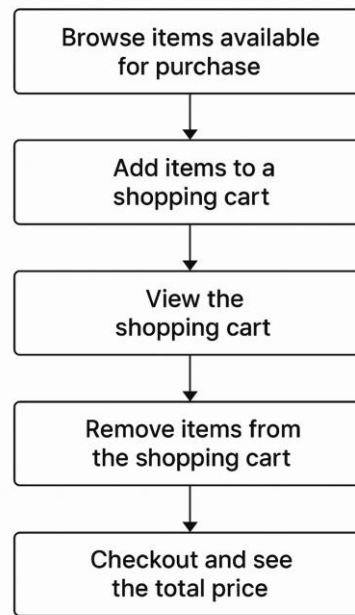 Browse items available
for purchase
Add items to a
shopping cart
View the
shopping cart
Remove items from
the shopping cart
Checkout and see
the total price